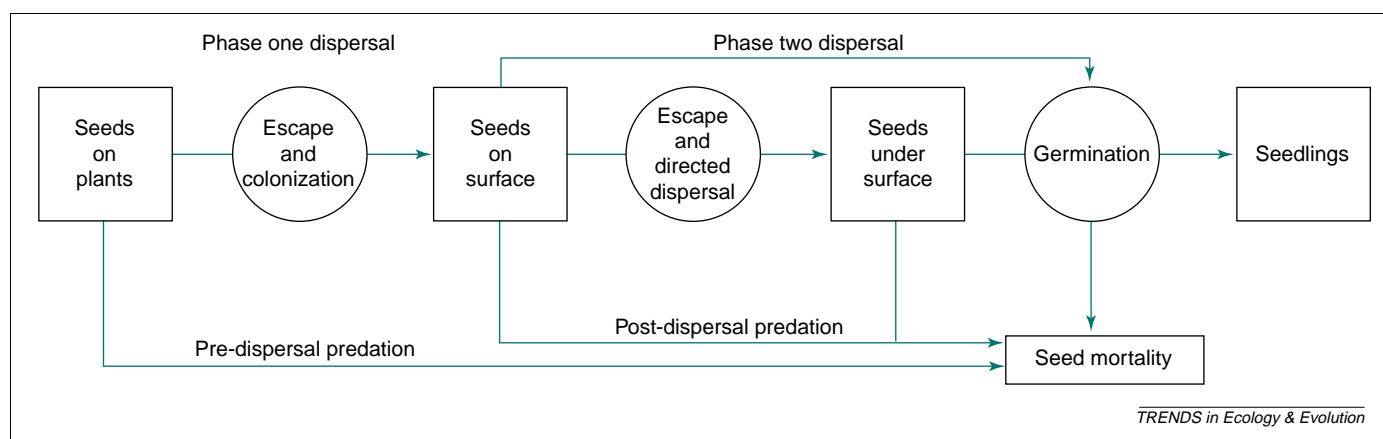 Phase one dispersal
Phase two dispersal
Seeds
on
plants
Escape
and
colonization
Seeds
on
surface
Escape
and
directed
dispersal
Seeds
under
surface
Germination
Seedlings
Post-dispersal predation
Pre-dispersal predation
Seed mortality
TRENDS in Ecology & Evolution